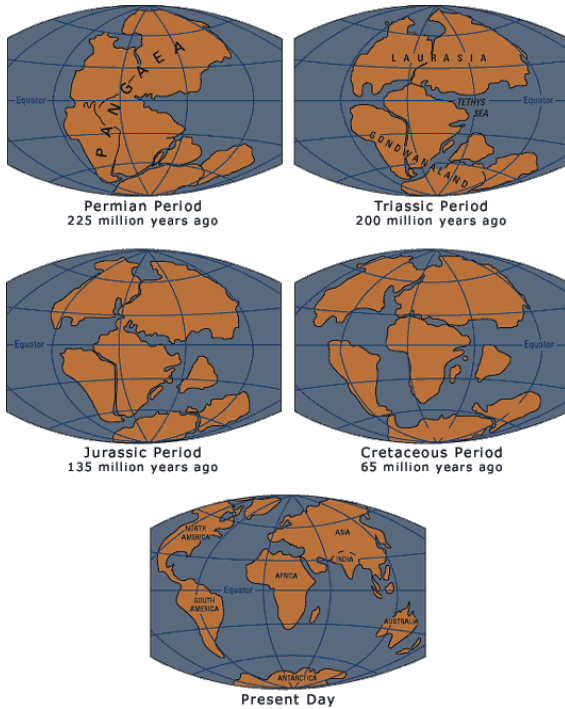 PANGAEA
Equator
Permian Period
225 million years ago
LAURASIA
TETHYS
SEA
Equator
GONDWANALAND
Triassic Period
200 million years ago
Equator
Jurassic Period
135 million years ago
Equator
Cretaceous Period
65 million years ago
NORTH
AMERICA
ASIA
INDIA
AFRICA
Equator
SOUTH
AMERICA
AUSTRALIA
ANTARCTICA
Present Day